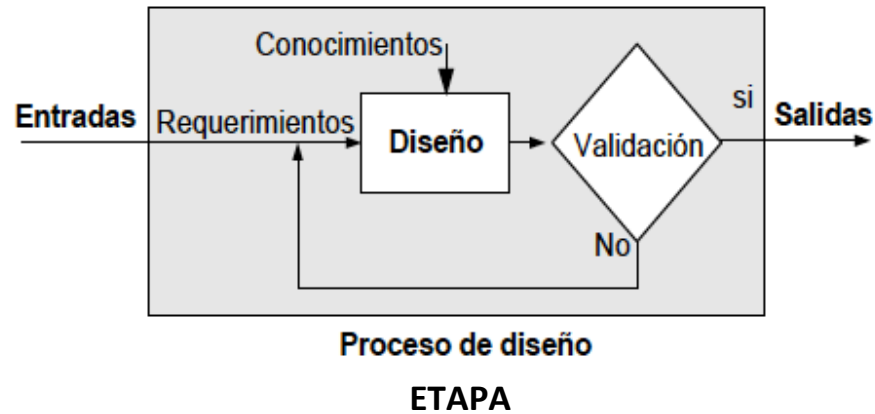 Conocimientos
Entradas
Requerimientos
Diseño
Validación
si
Salidas
No
Proceso de diseño
ETAPA